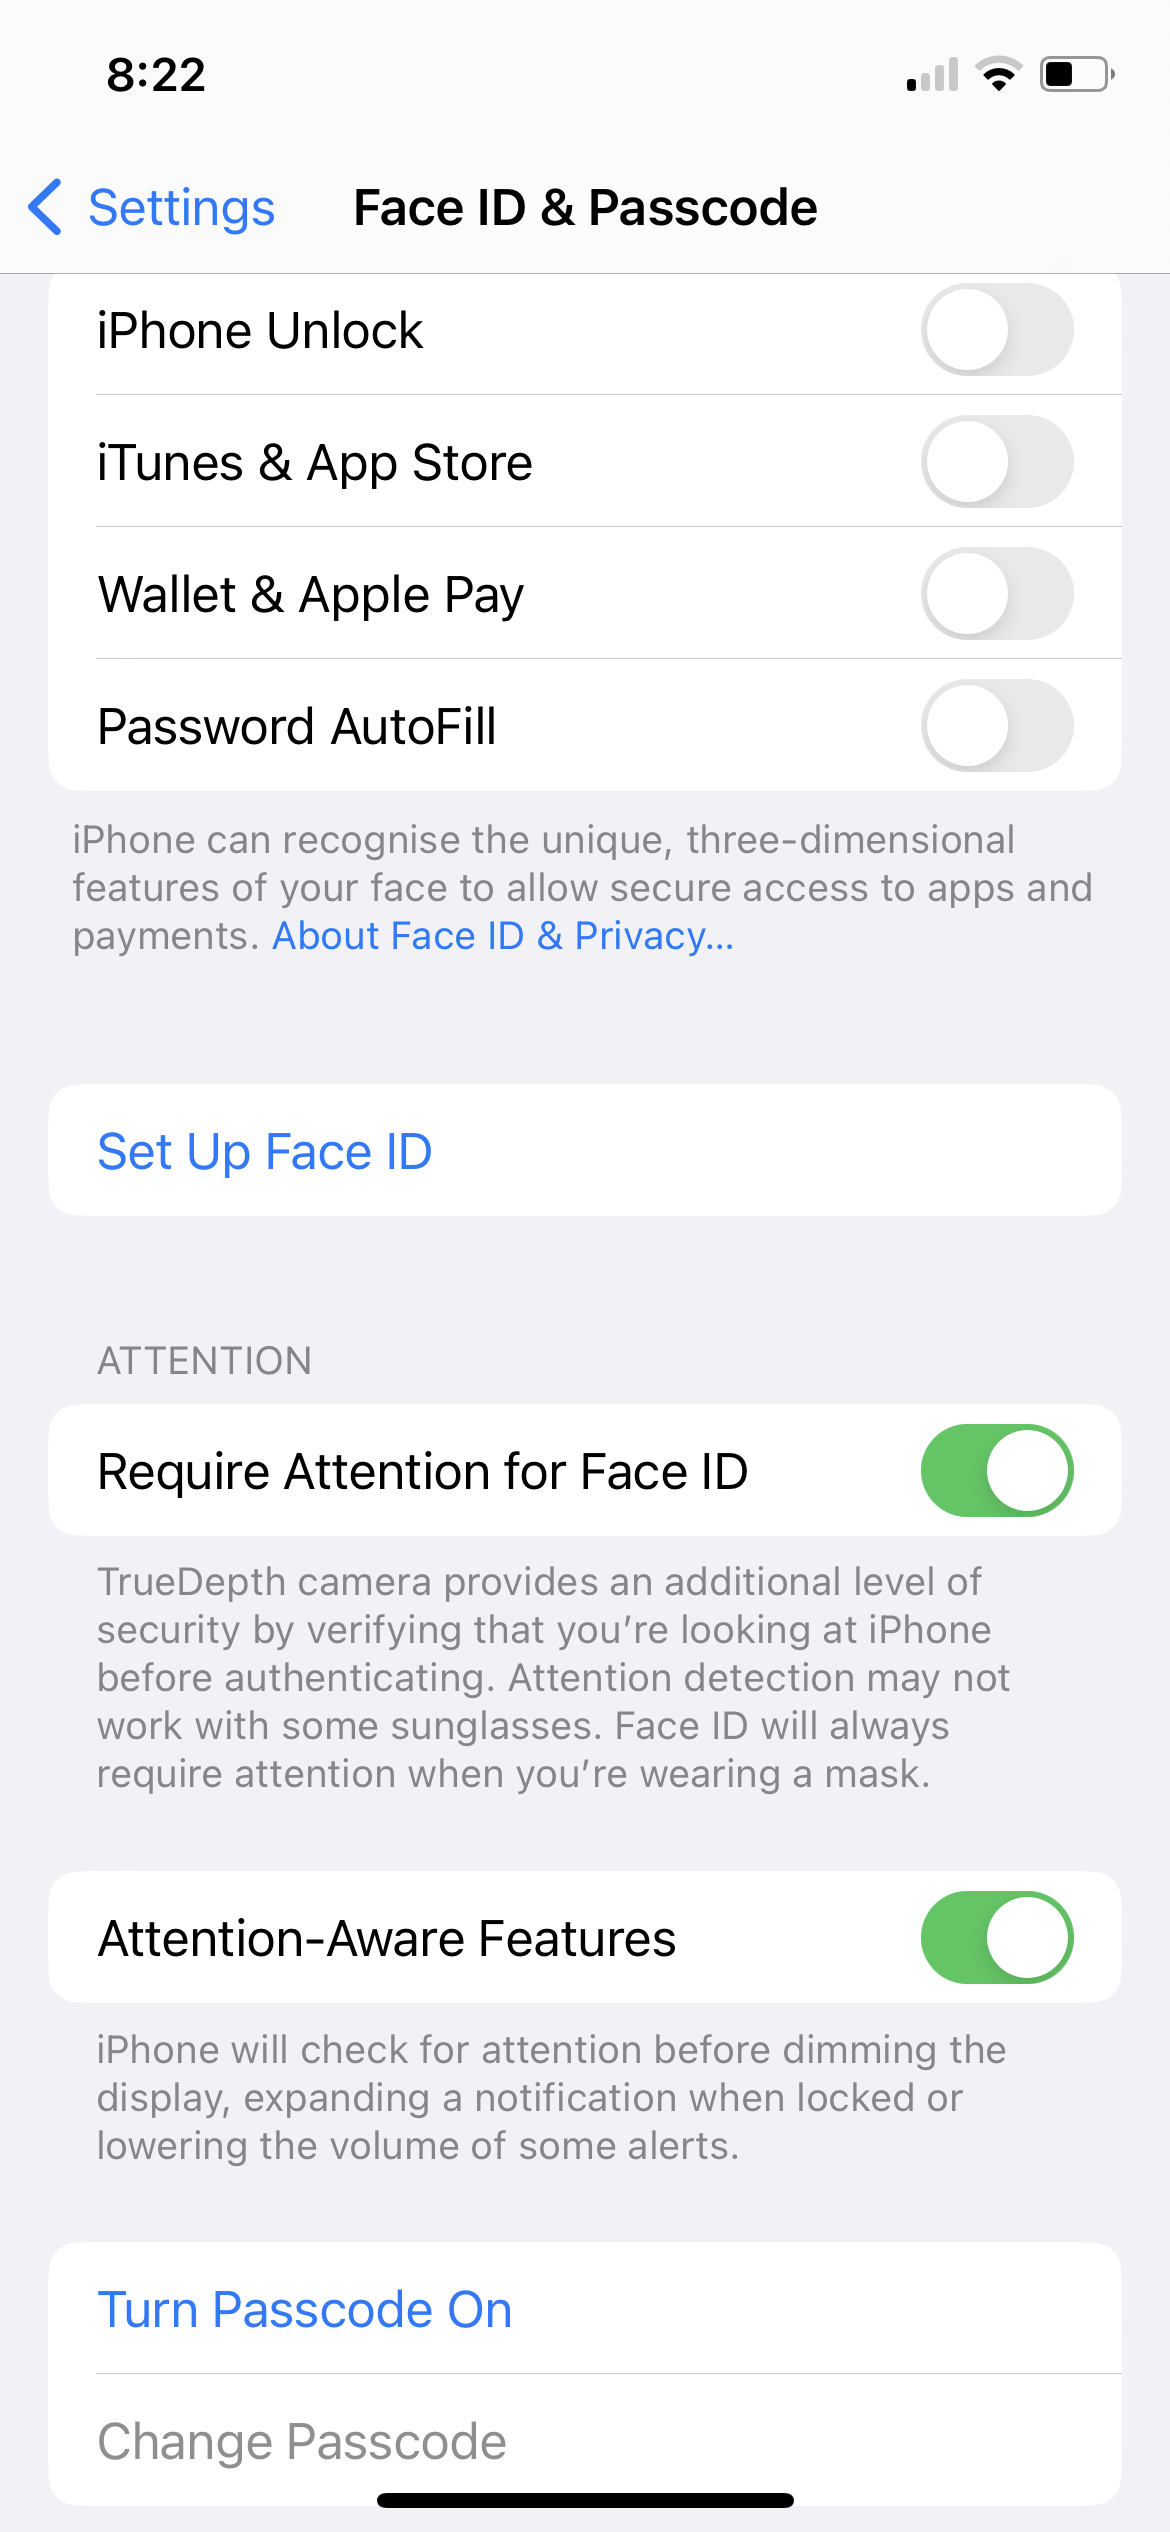 8:22
Settings
Face ID & Passcode
iPhone Unlock
iTunes & App Store
Wallet & Apple Pay
Password AutoFill
iPhone can recognise the unique, three-dimensional
features of your face to allow secure access to apps and
payments. About Face ID & Privacy...
Set Up Face ID
ATTENTION
Require Attention for Face ID
TrueDepth camera provides an additional level of
security by verifying that you’re looking at iPhone
before authenticating. Attention detection may not
work with some sunglasses. Face ID will always
require attention when you’re wearing a mask.
Attention-Aware Features
iPhone will check for attention before dimming the
display, expanding a notification when locked or
lowering the volume of some alerts.
Turn Passcode On
Change Passcode